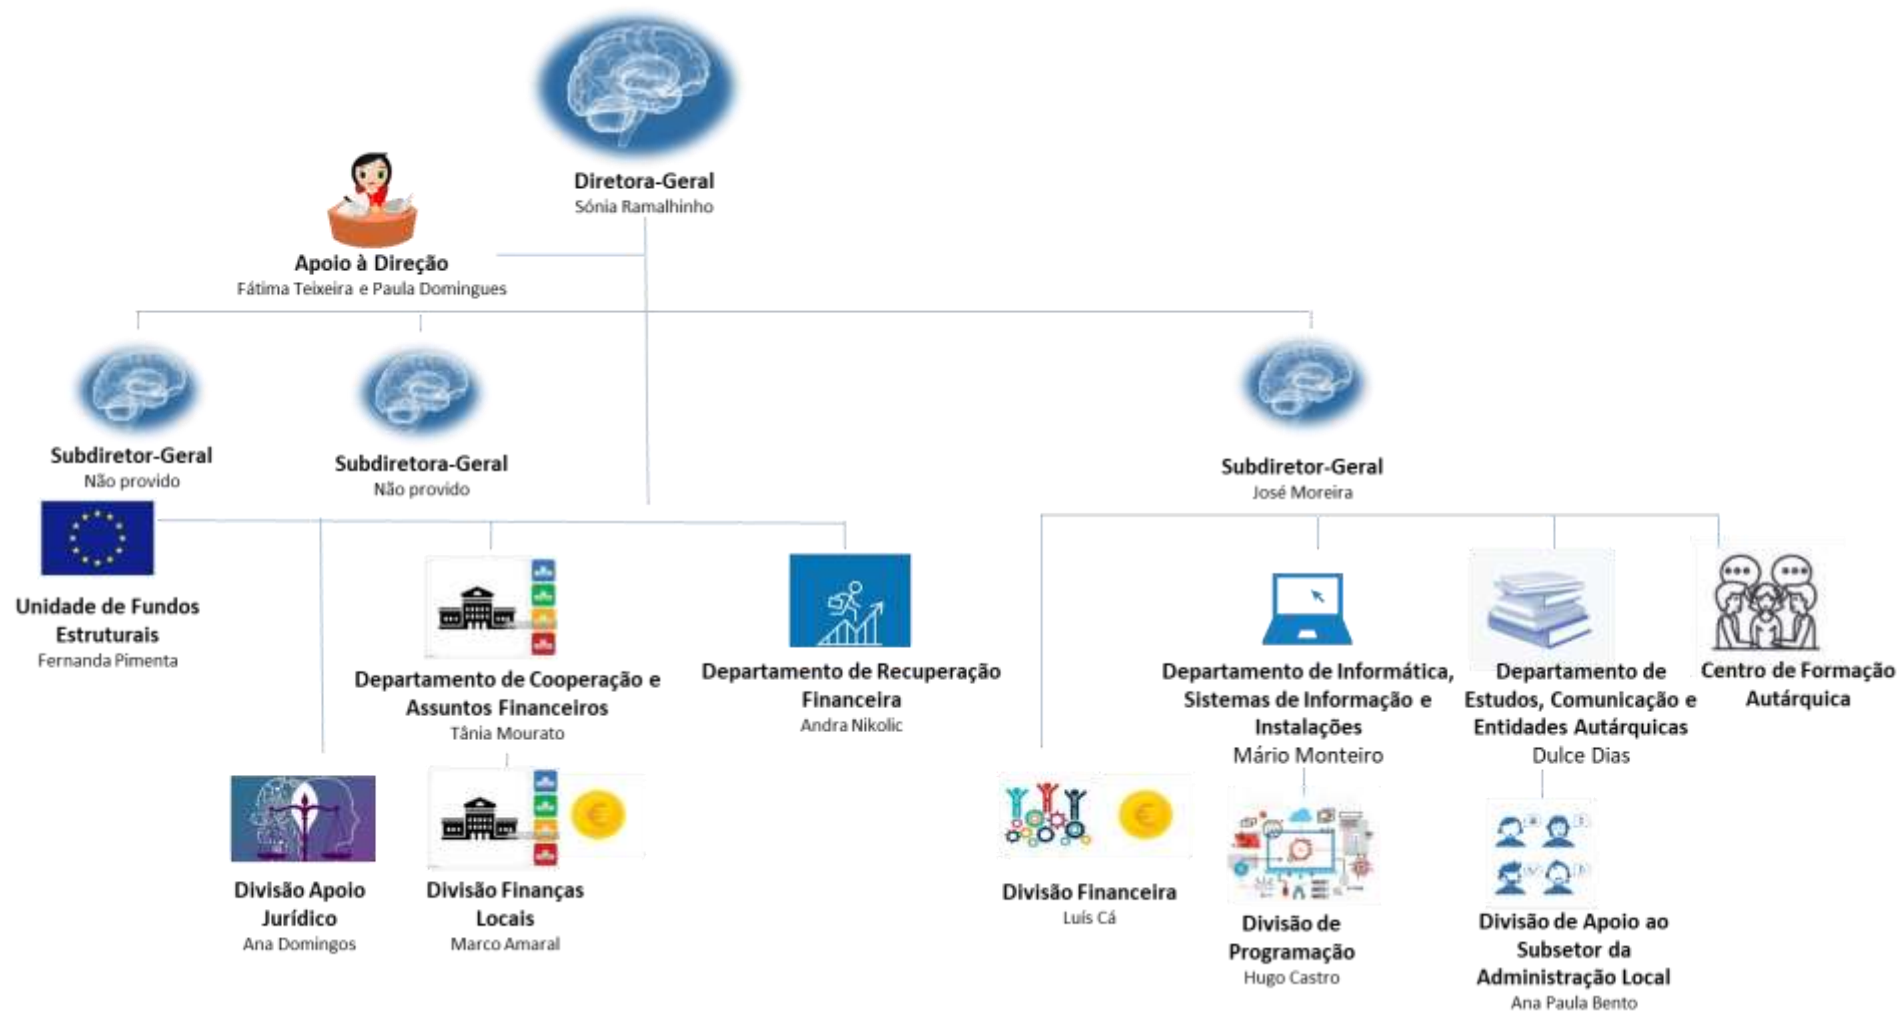 Diretora-Geral
Sónia Ramalhinho
Apoio à Direção
Fátima Teixeira e Paula Domingues
Subdiretor-Geral
Não provido
Subdiretora-Geral
Não provido
Subdiretor-Geral
José Moreira
Unidade de Fundos
Estruturais
Fernanda Pimenta
Departamento de Cooperação e
Assuntos Financeiros
Tânia Mourato
Departamento de Recuperação
Financeira
Andra Nikolic
Departamento de Informática,
Sistemas de Informação e
Instalações
Mário Monteiro
Departamento de
Estudos, Comunicação e
Entidades Autárquicas
Dulce Dias
Centro de Formação
Autárquica
Divisão Apoio
Jurídico
Ana Domingos
Divisão Finanças
Locais
Marco Amaral
Divisão Financeira
Luís Cá
Divisão de
Programação
Hugo Castro
Divisão de Apoio ao
Subsetor da
Administração Local
Ana Paula Bento